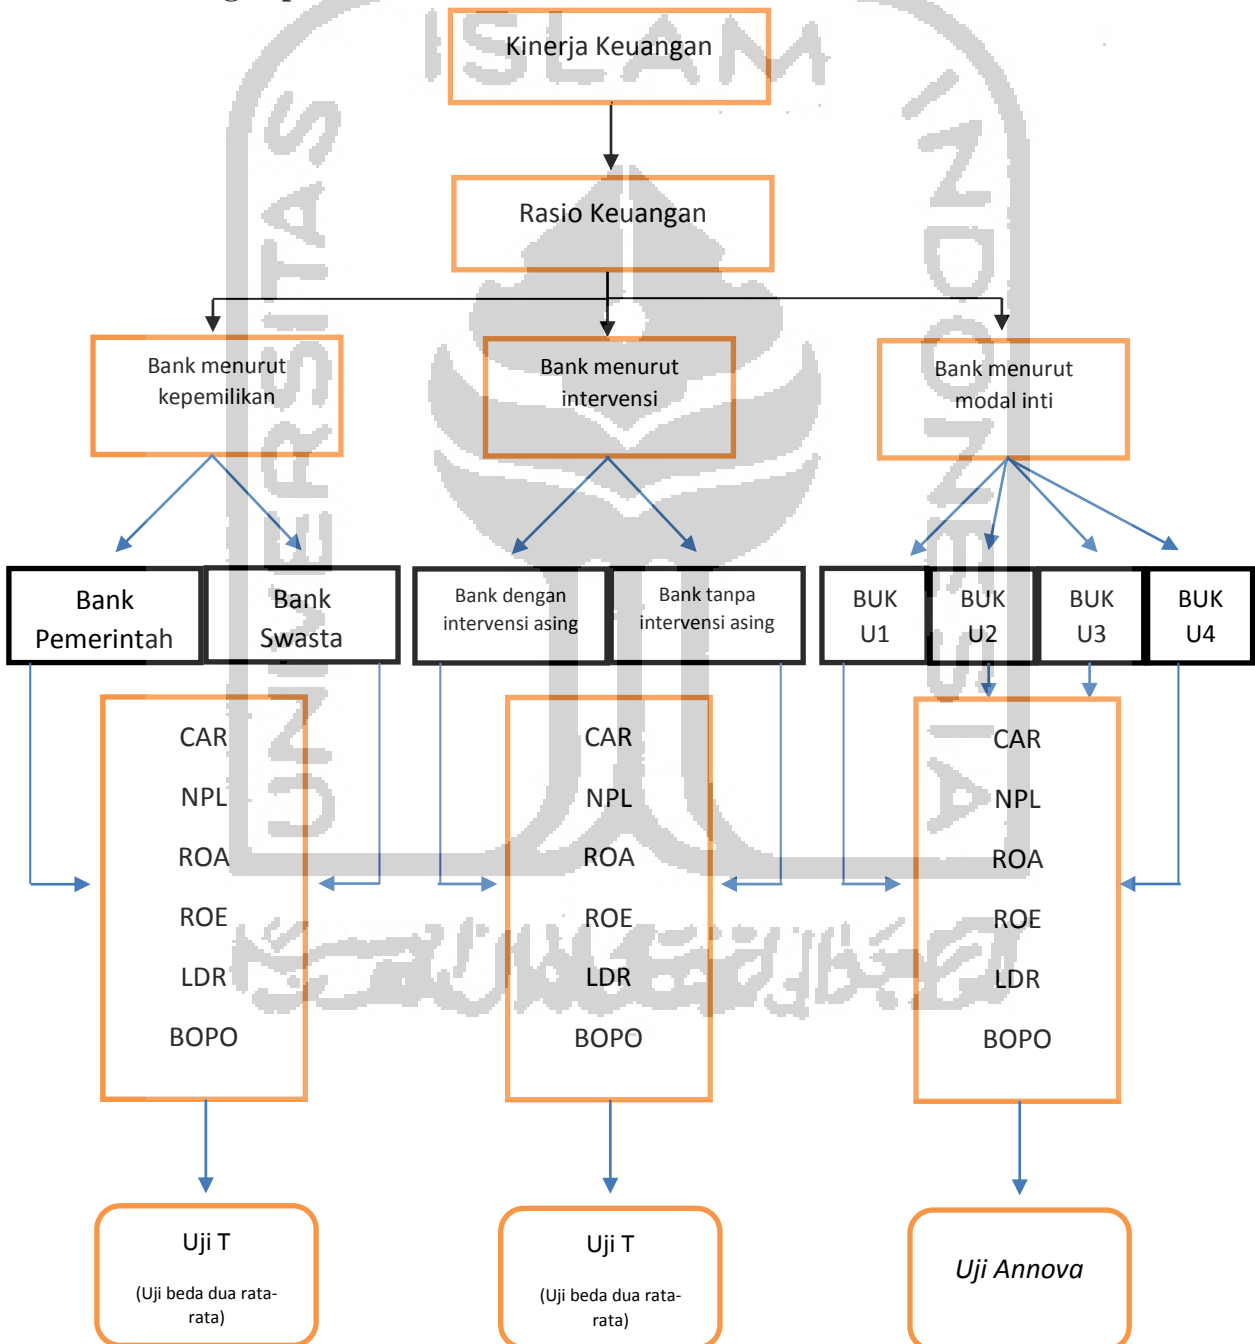 ISLAM
UNIVERSITAS
INDONESIA
Kinerja Keuangan
Rasio Keuangan
Bank menurut
kepemilikan
Bank menurut
intervensi
Bank menurut
modal inti
Bank
Pemerintah
Bank
Swasta
Bank dengan
intervensi asing
Bank tanpa
intervensi asing
BUK
U1
BUK
U2
BUK
U3
BUK
U4
CAR
NPL
ROA
ROE
LDR
BOPO
CAR
NPL
ROA
ROE
LDR
BOPO
CAR
NPL
ROA
ROE
LDR
BOPO
Uji T
(Uji beda dua rata-
rata)
Uji T
(Uji beda dua rata-
rata)
Uji Annova